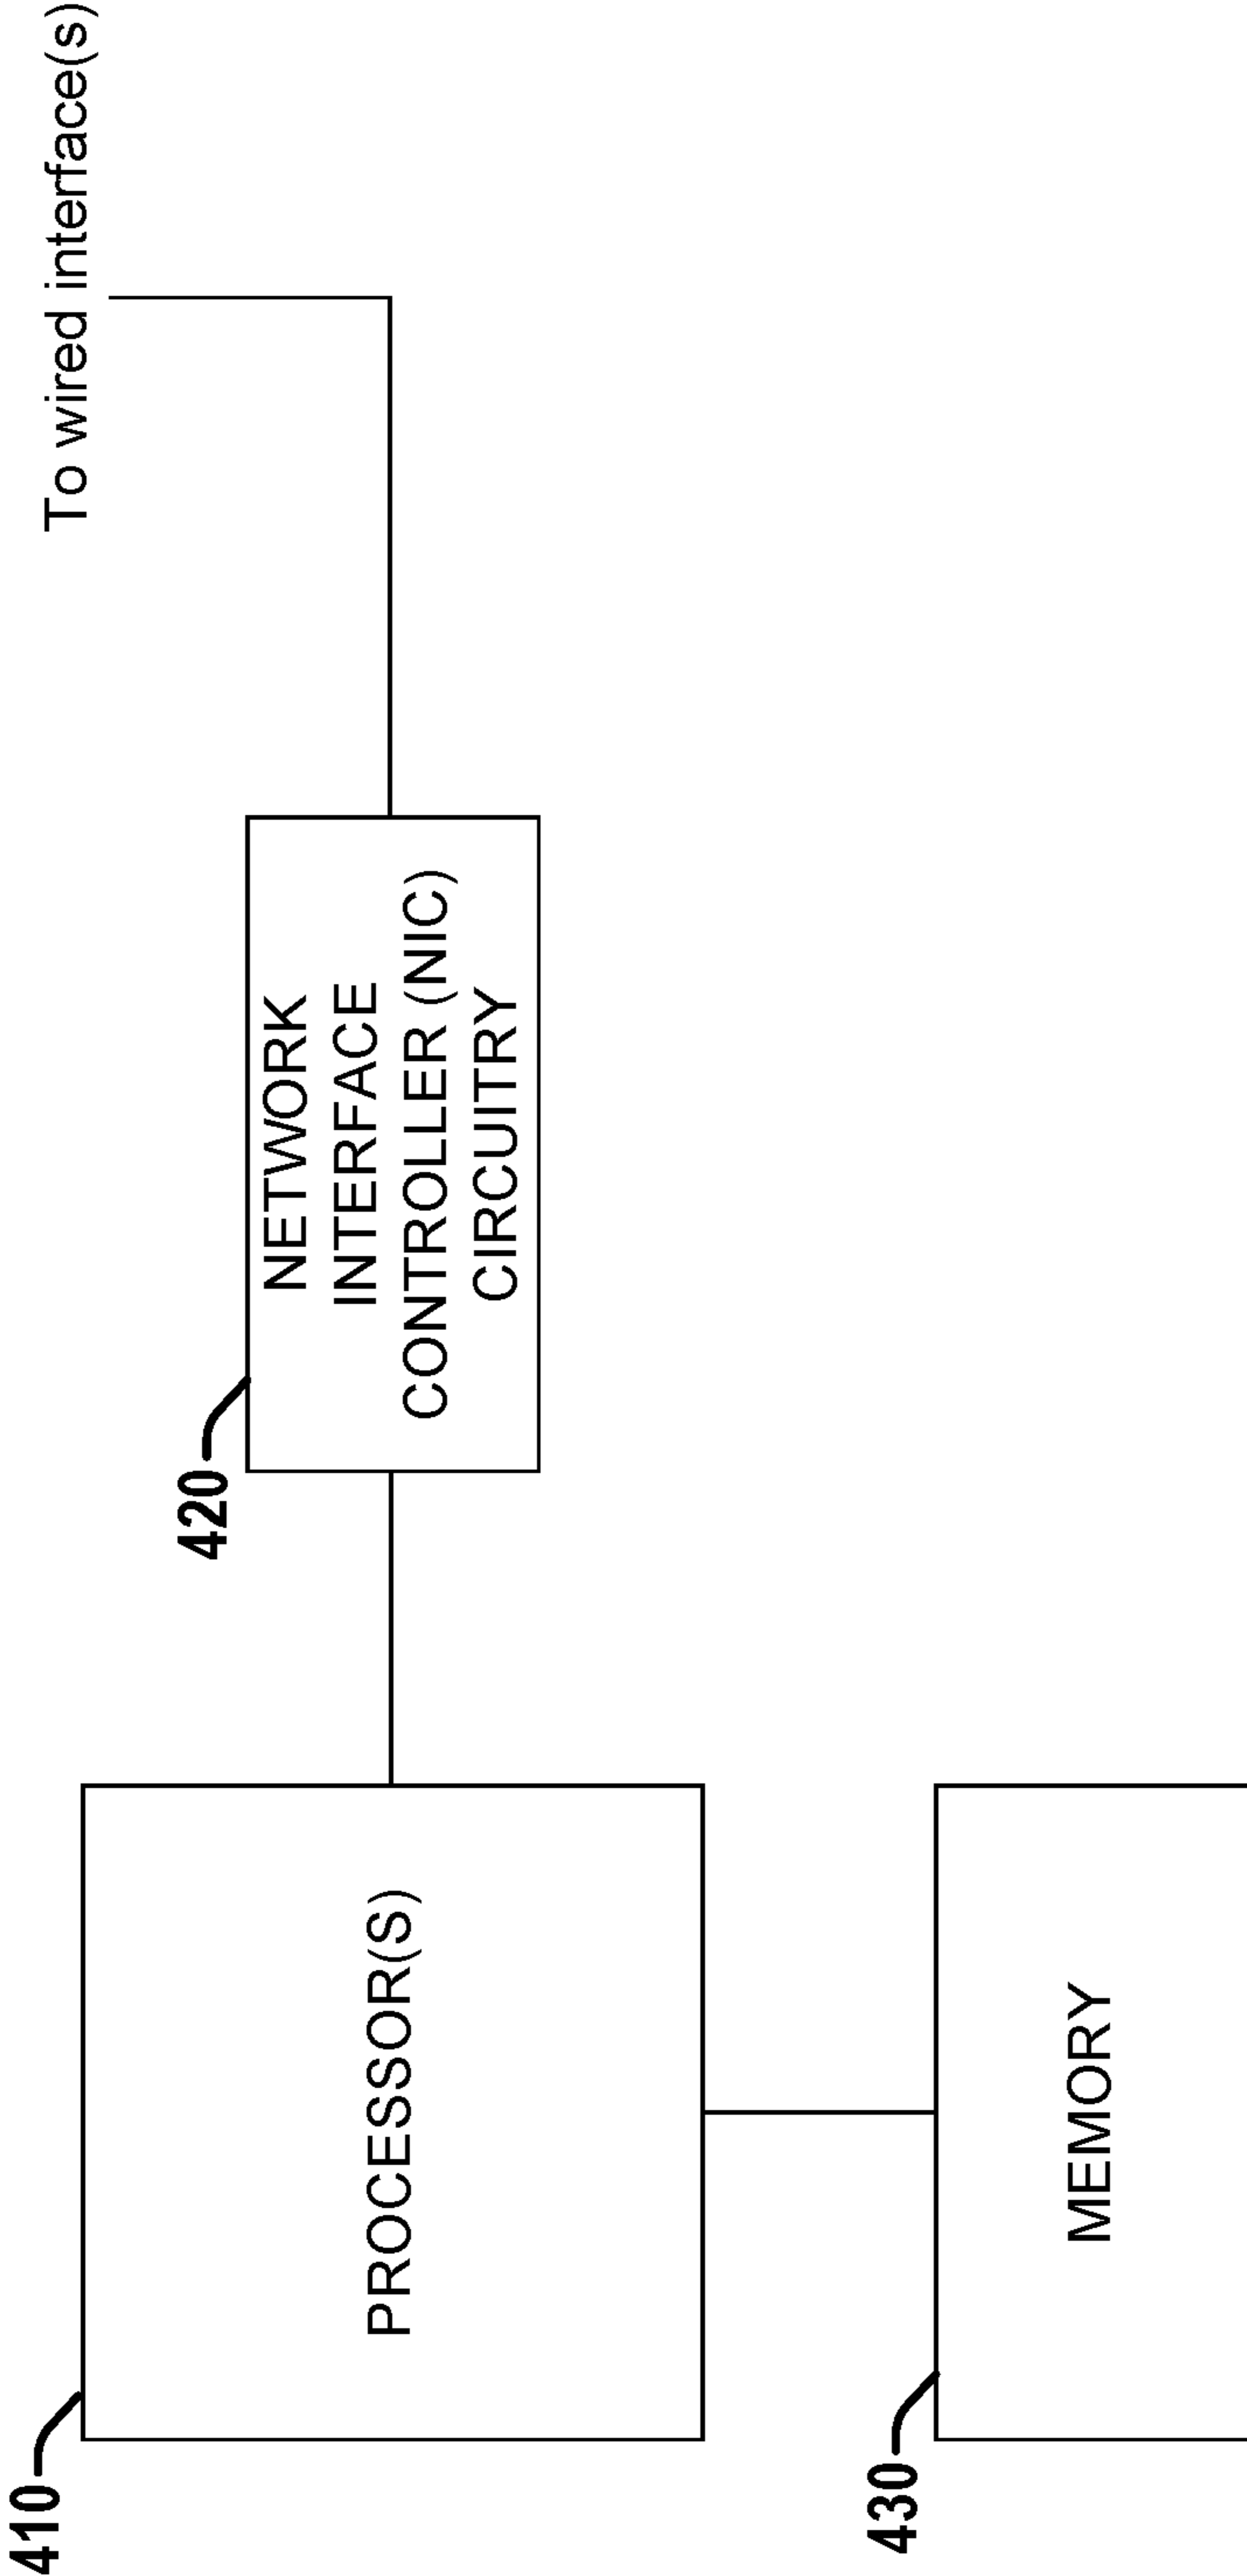 To wired interface(s)
410
420
PROCESSOR(S)
NETWORK
INTERFACE
CONTROLLER (NIC)
CIRCUITRY
430
MEMORY